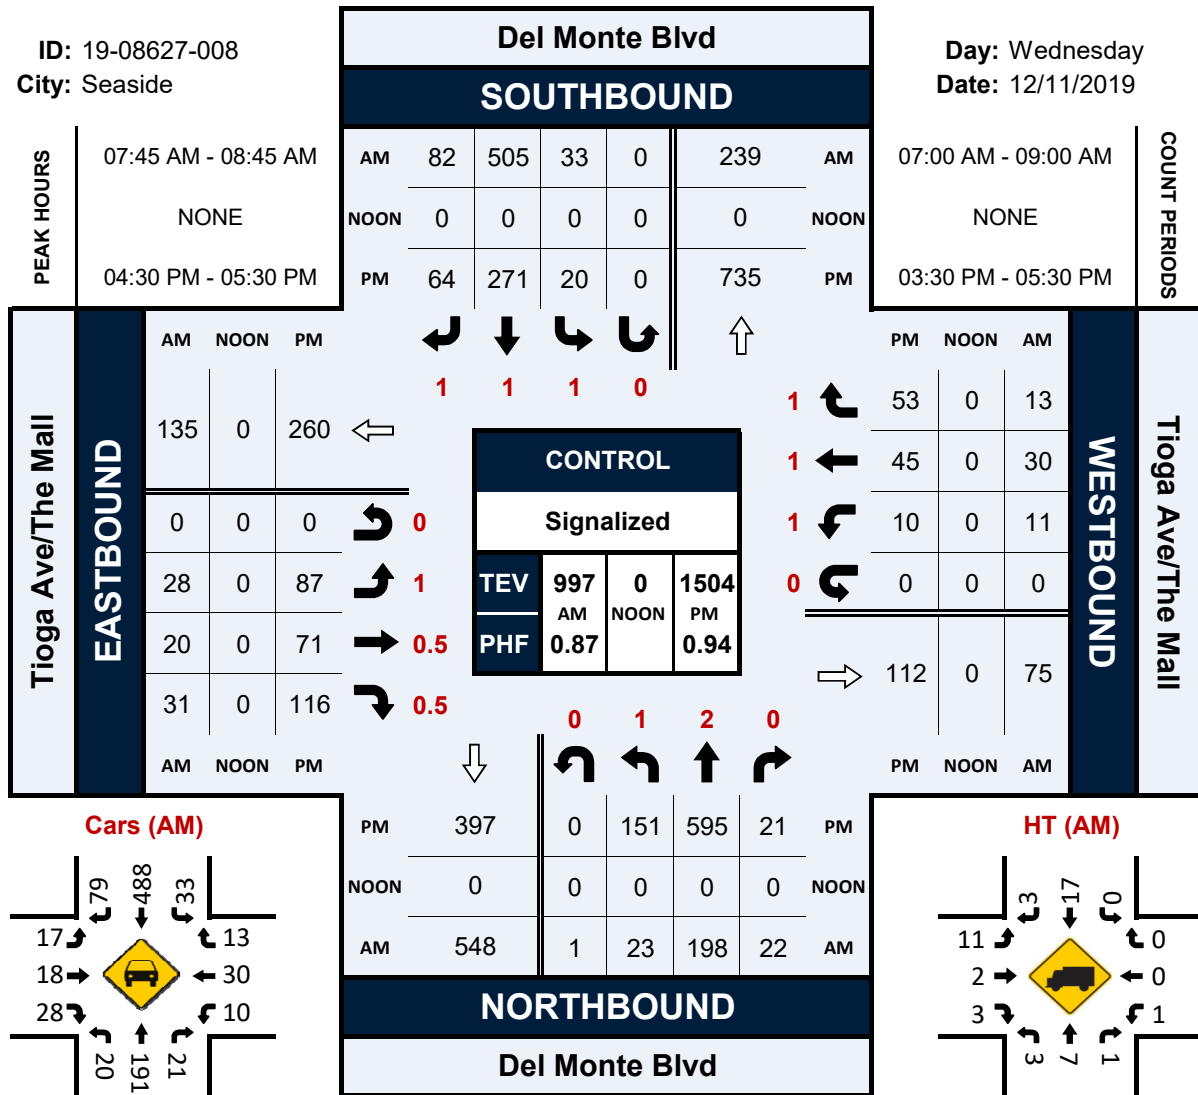 ID: 19-08627-008
City: Seaside
Del Monte Blvd
SOUTHBOUND
Day: Wednesday
Date: 12/11/2019
PEAK HOURS
07:45 AM - 08:45 AM
NONE
04:30 PM - 05:30 PM
AM 82 505 33 0 239 AM
NOON 0 0 0 0 0 NOON
PM 64 271 20 0 735 PM
07:00 AM - 09:00 AM
NONE
03:30 PM - 05:30 PM
COUNT PERIODS
1 1 1 0
Tioga Ave/The Mall
EASTBOUND
AM NOON PM
135 0 260
0 0 0 0
28 0 87 1
20 0 71 0.5
31 0 116 0.5
AM NOON PM
CONTROL
Signalized
TEV 997 0 1504
AM NOON PM
PHF 0.87 0.94
PM NOON AM
1 53 0 13
1 45 0 30
1 10 0 11
0 0 0 0
112 0 75
PM NOON AM
WESTBOUND
Tioga Ave/The Mall
0 1 2 0
PM 397 0 151 595 21 PM
NOON 0 0 0 0 0 NOON
AM 548 1 23 198 22 AM
NORTHBOUND
Del Monte Blvd
Cars (AM)
79 488 33
17 13
18 30
28 10
20 191 21
HT (AM)
3 17 0
11 0
2 0
3 1
3 7 1